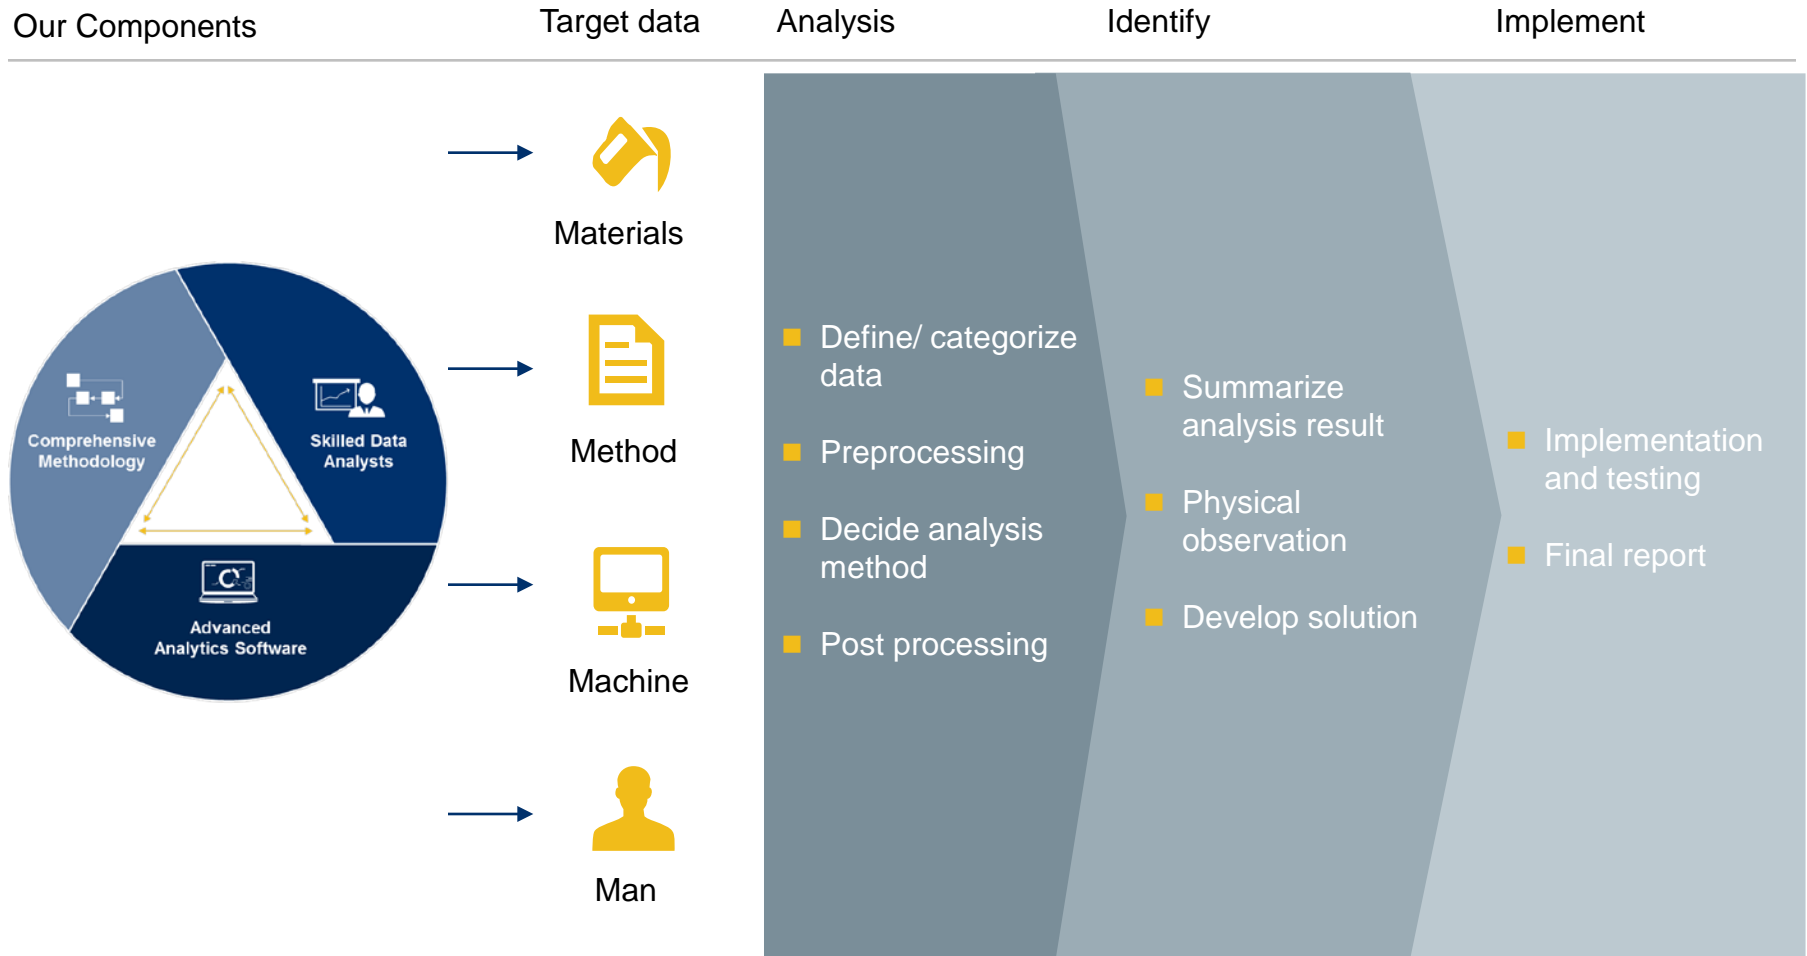 Our Components
Target data
Analysis
Identify
Implement
Comprehensive
Methodology
Skilled Data
Analysts
Advanced
Analytics Software
Materials
Method
Machine
Man
Define/ categorize
data
Preprocessing
Decide analysis
method
Post processing
Summarize
analysis result
Physical
observation
Develop solution
Implementation
and testing
Final report